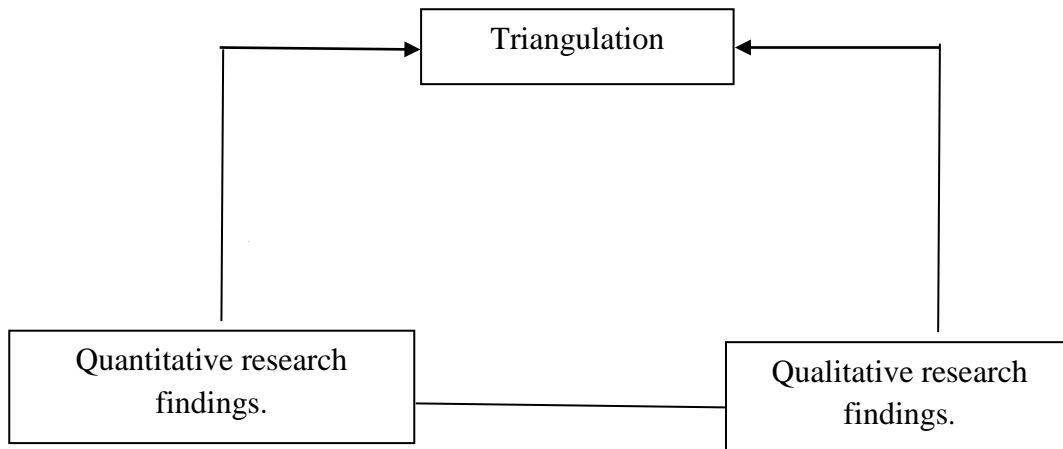 Triangulation
Quantitative research
findings.
Qualitative research
findings.